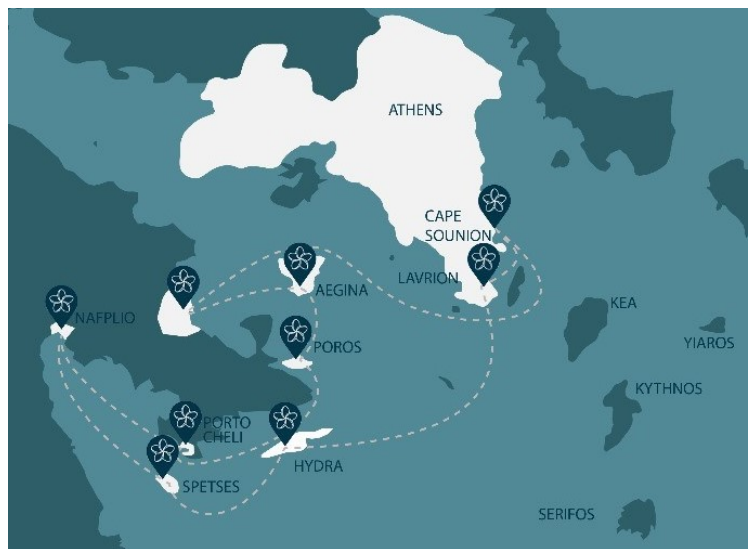 ATHENS
CAPE
SOUNION
LAVRION
AEGINA
KEA
NAFPLIO
YIAROS
POROS
KYTHNOS
PORTO
CHELI
HYDRA
SPETSES
SERIFOS